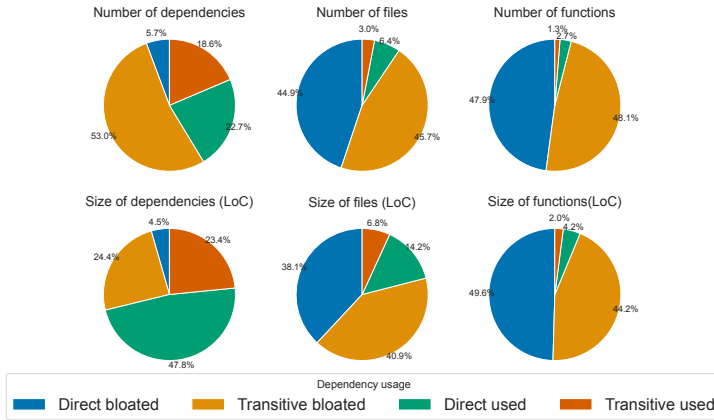 Number of dependencies
5.7%
18.6%
53.0%
22.7%
Number of files
3.0%
6.4%
44.9%
45.7%
Number of functions
1.3%
2.7%
47.9%
48.1%
Size of dependencies (LoC)
4.5%
24.4%
23.4%
47.8%
Size of files (LoC)
6.8%
14.2%
38.1%
40.9%
Size of functions(LoC)
2.0%
4.2%
49.6%
44.2%
Dependency usage
Direct bloated
Transitive bloated
Direct used
Transitive used